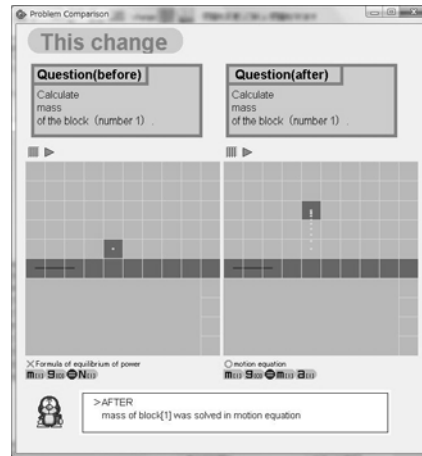 Problem Comparison
This change
Question(before)
Calculate
mass
of the block（number 1）.
Question(after)
Calculate
mass
of the block（number 1）.
×Formula of equilibrium of power
○motion equation
>AFTER
mass of block[1] was solved in motion equation